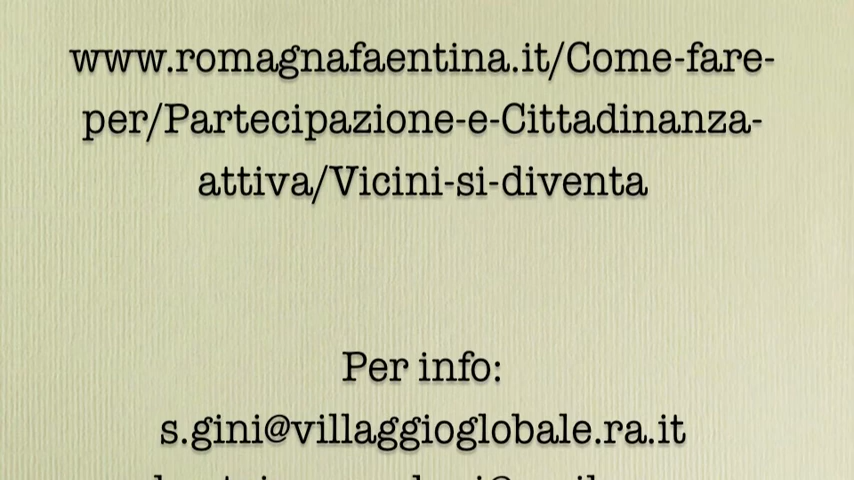 www.romagnafaentina.it/Come-fare-
per/Partecipazione-e-Cittadinanza-
attiva/Vicini-si-diventa
Per info:
s.gini@villaggioglobale.ra.it